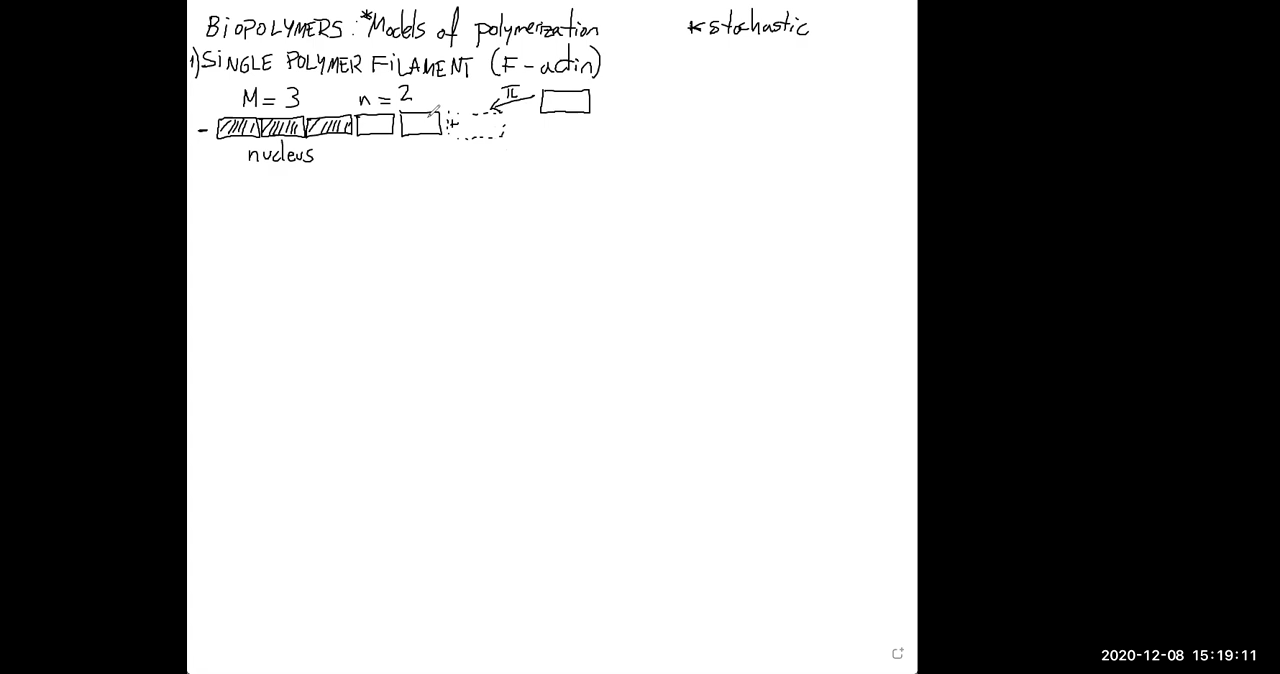 BIOPOLYMERS: *Models of polymerization *stochastic
1) SINGLE POLYMER FILAMENT (F-actin)
M = 3 n = 2 π
- +
nucleus
2020-12-08 15:19:11